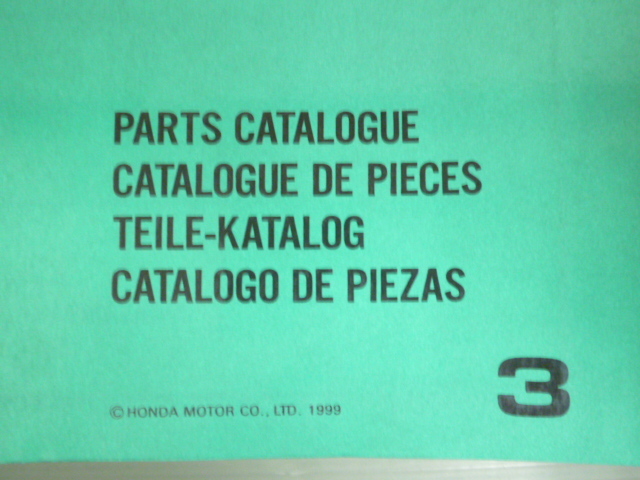 PARTS CATALOGUE
CATALOGUE DE PIECES
TEILE-KATALOG
CATALOGO DE PIEZAS
3
© HONDA MOTOR CO., LTD. 1999